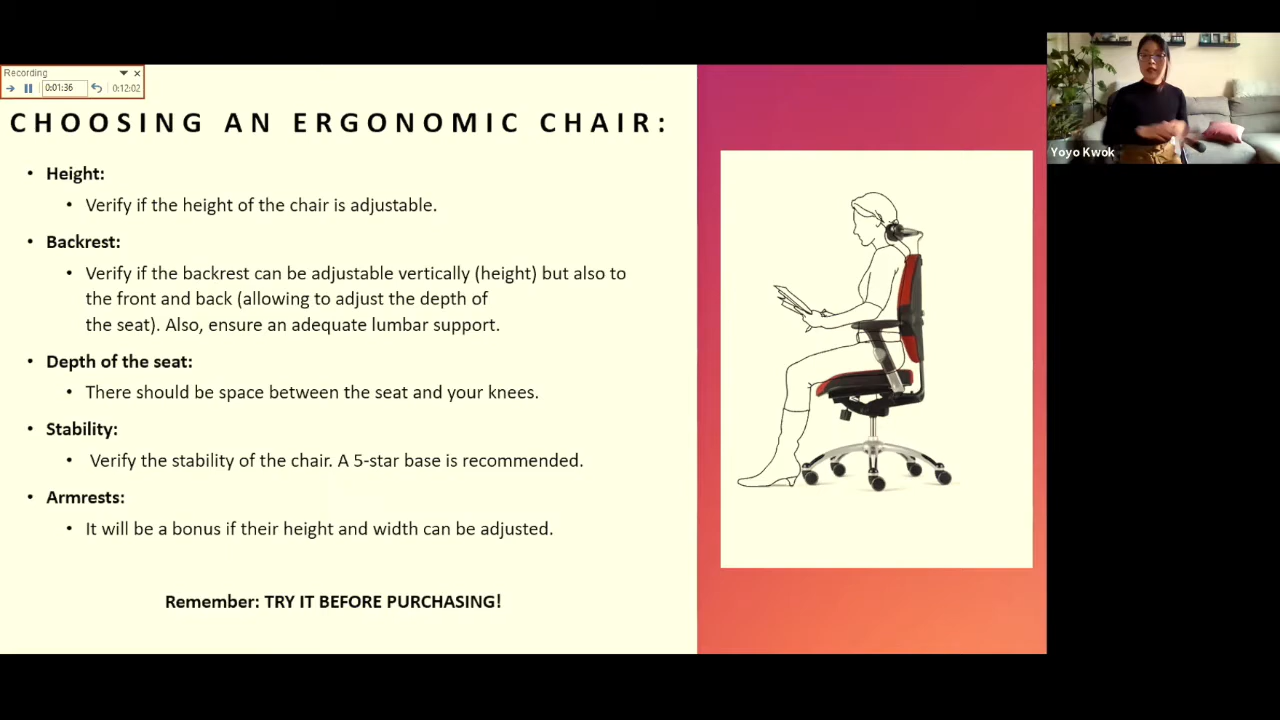 Recording
0:01:36
0:12:02
CHOOSING AN ERGONOMIC CHAIR:
• Height:
• Verify if the height of the chair is adjustable.
• Backrest:
• Verify if the backrest can be adjustable vertically (height) but also to
the front and back (allowing to adjust the depth of
the seat). Also, ensure an adequate lumbar support.
• Depth of the seat:
• There should be space between the seat and your knees.
• Stability:
• Verify the stability of the chair. A 5-star base is recommended.
• Armrests:
• It will be a bonus if their height and width can be adjusted.
Remember: TRY IT BEFORE PURCHASING!
Yoyo Kwok